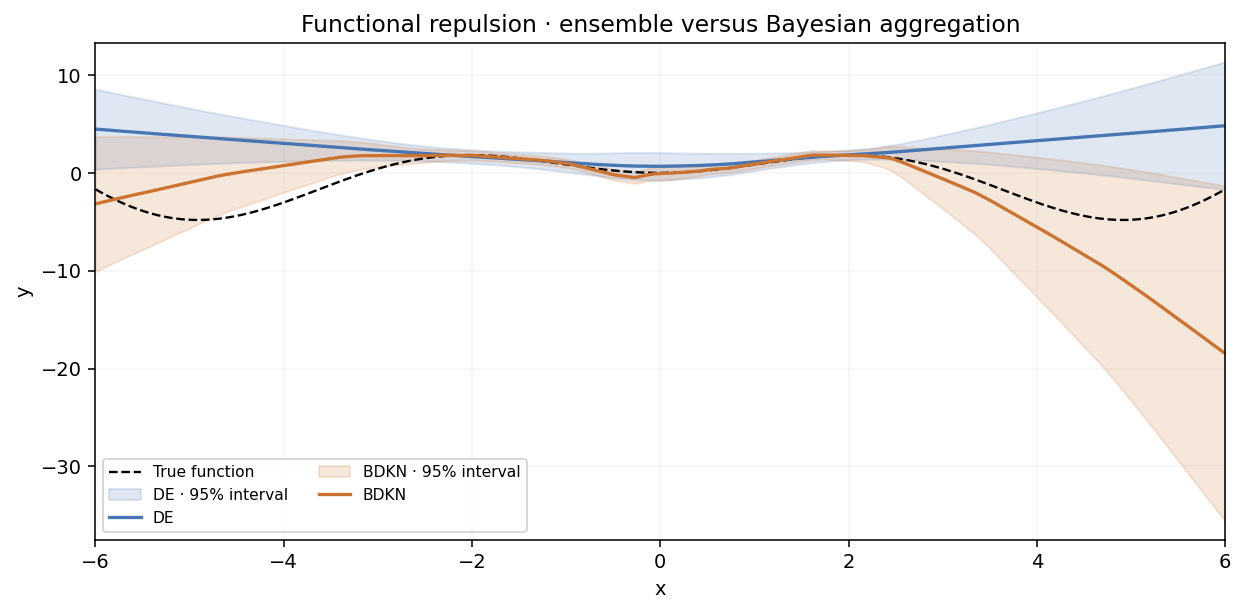 Functional repulsion · ensemble versus Bayesian aggregation
y
10
0
−10
−20
−30
True function
DE · 95% interval
DE
BDKN · 95% interval
BDKN
−6
−4
−2
0
2
4
6
x